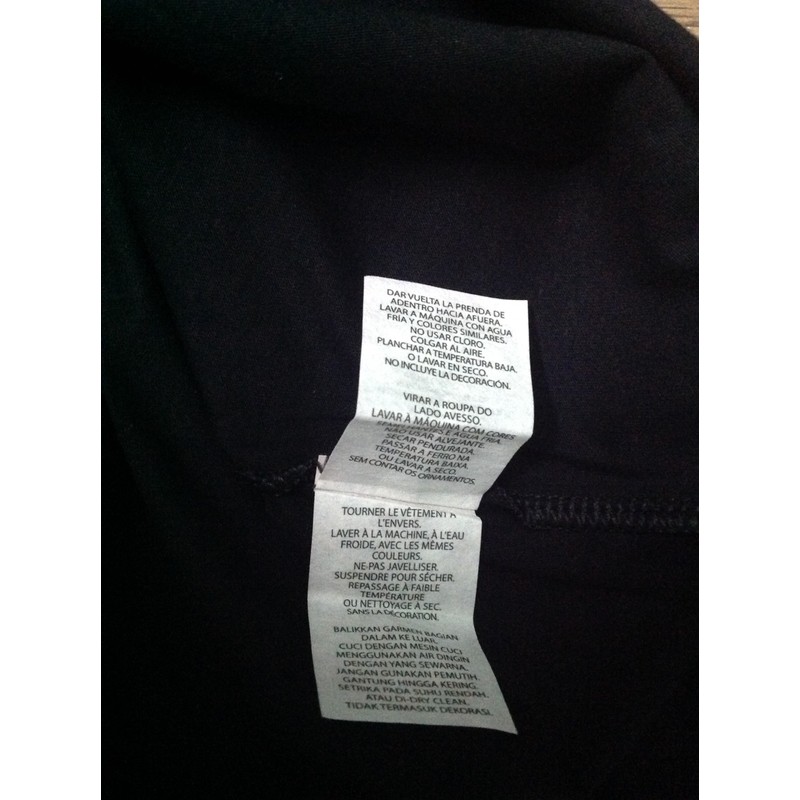 DAR VUELTA LA PRENDA DE
ADENTRO HACIA AFUERA.
LAVAR A MÁQUINA CON AGUA
FRÍA Y COLORES SIMILARES.
NO USAR CLORO.
COLGAR AL AIRE.
PLANCHAR A TEMPERATURA BAJA.
O LAVAR EN SECO.
NO INCLUYE LA DECORACIÓN.
VIRAR A ROUPA DO
LADO AVESSO.
LAVAR À MÁQUINA COM CORES
SEMELHANTES E ÁGUA FRIA.
NÃO USAR ALVEJANTE.
SECAR PENDURADA.
PASSAR A FERRO NA
TEMPERATURA BAIXA.
OU LAVAR A SECO.
SEM CONTAR OS ORNAMENTOS.
TOURNER LE VÊTEMENT A
L'ENVERS.
LAVER À LA MACHINE, À L'EAU
FROIDE, AVEC LES MÊMES
COULEURS.
NE PAS JAVELLISER.
SUSPENDRE POUR SÉCHER.
REPASSAGE À FAIBLE
TEMPÉRATURE
OU NETTOYAGE À SEC.
SANS LA DÉCORATION.
BALIKKAN GARMEN BAGIAN
DALAM KE LUAR.
CUCI DENGAN MESIN CUCI
MENGGUNAKAN AIR DINGIN
DENGAN YANG SEWARNA.
JANGAN GUNAKAN PEMUTIH.
GANTUNG HINGGA KERING.
SETRIKA PADA SUHU RENDAH.
ATAU DI-DRY CLEAN.
TIDAK TERMASUK DEKORASI.